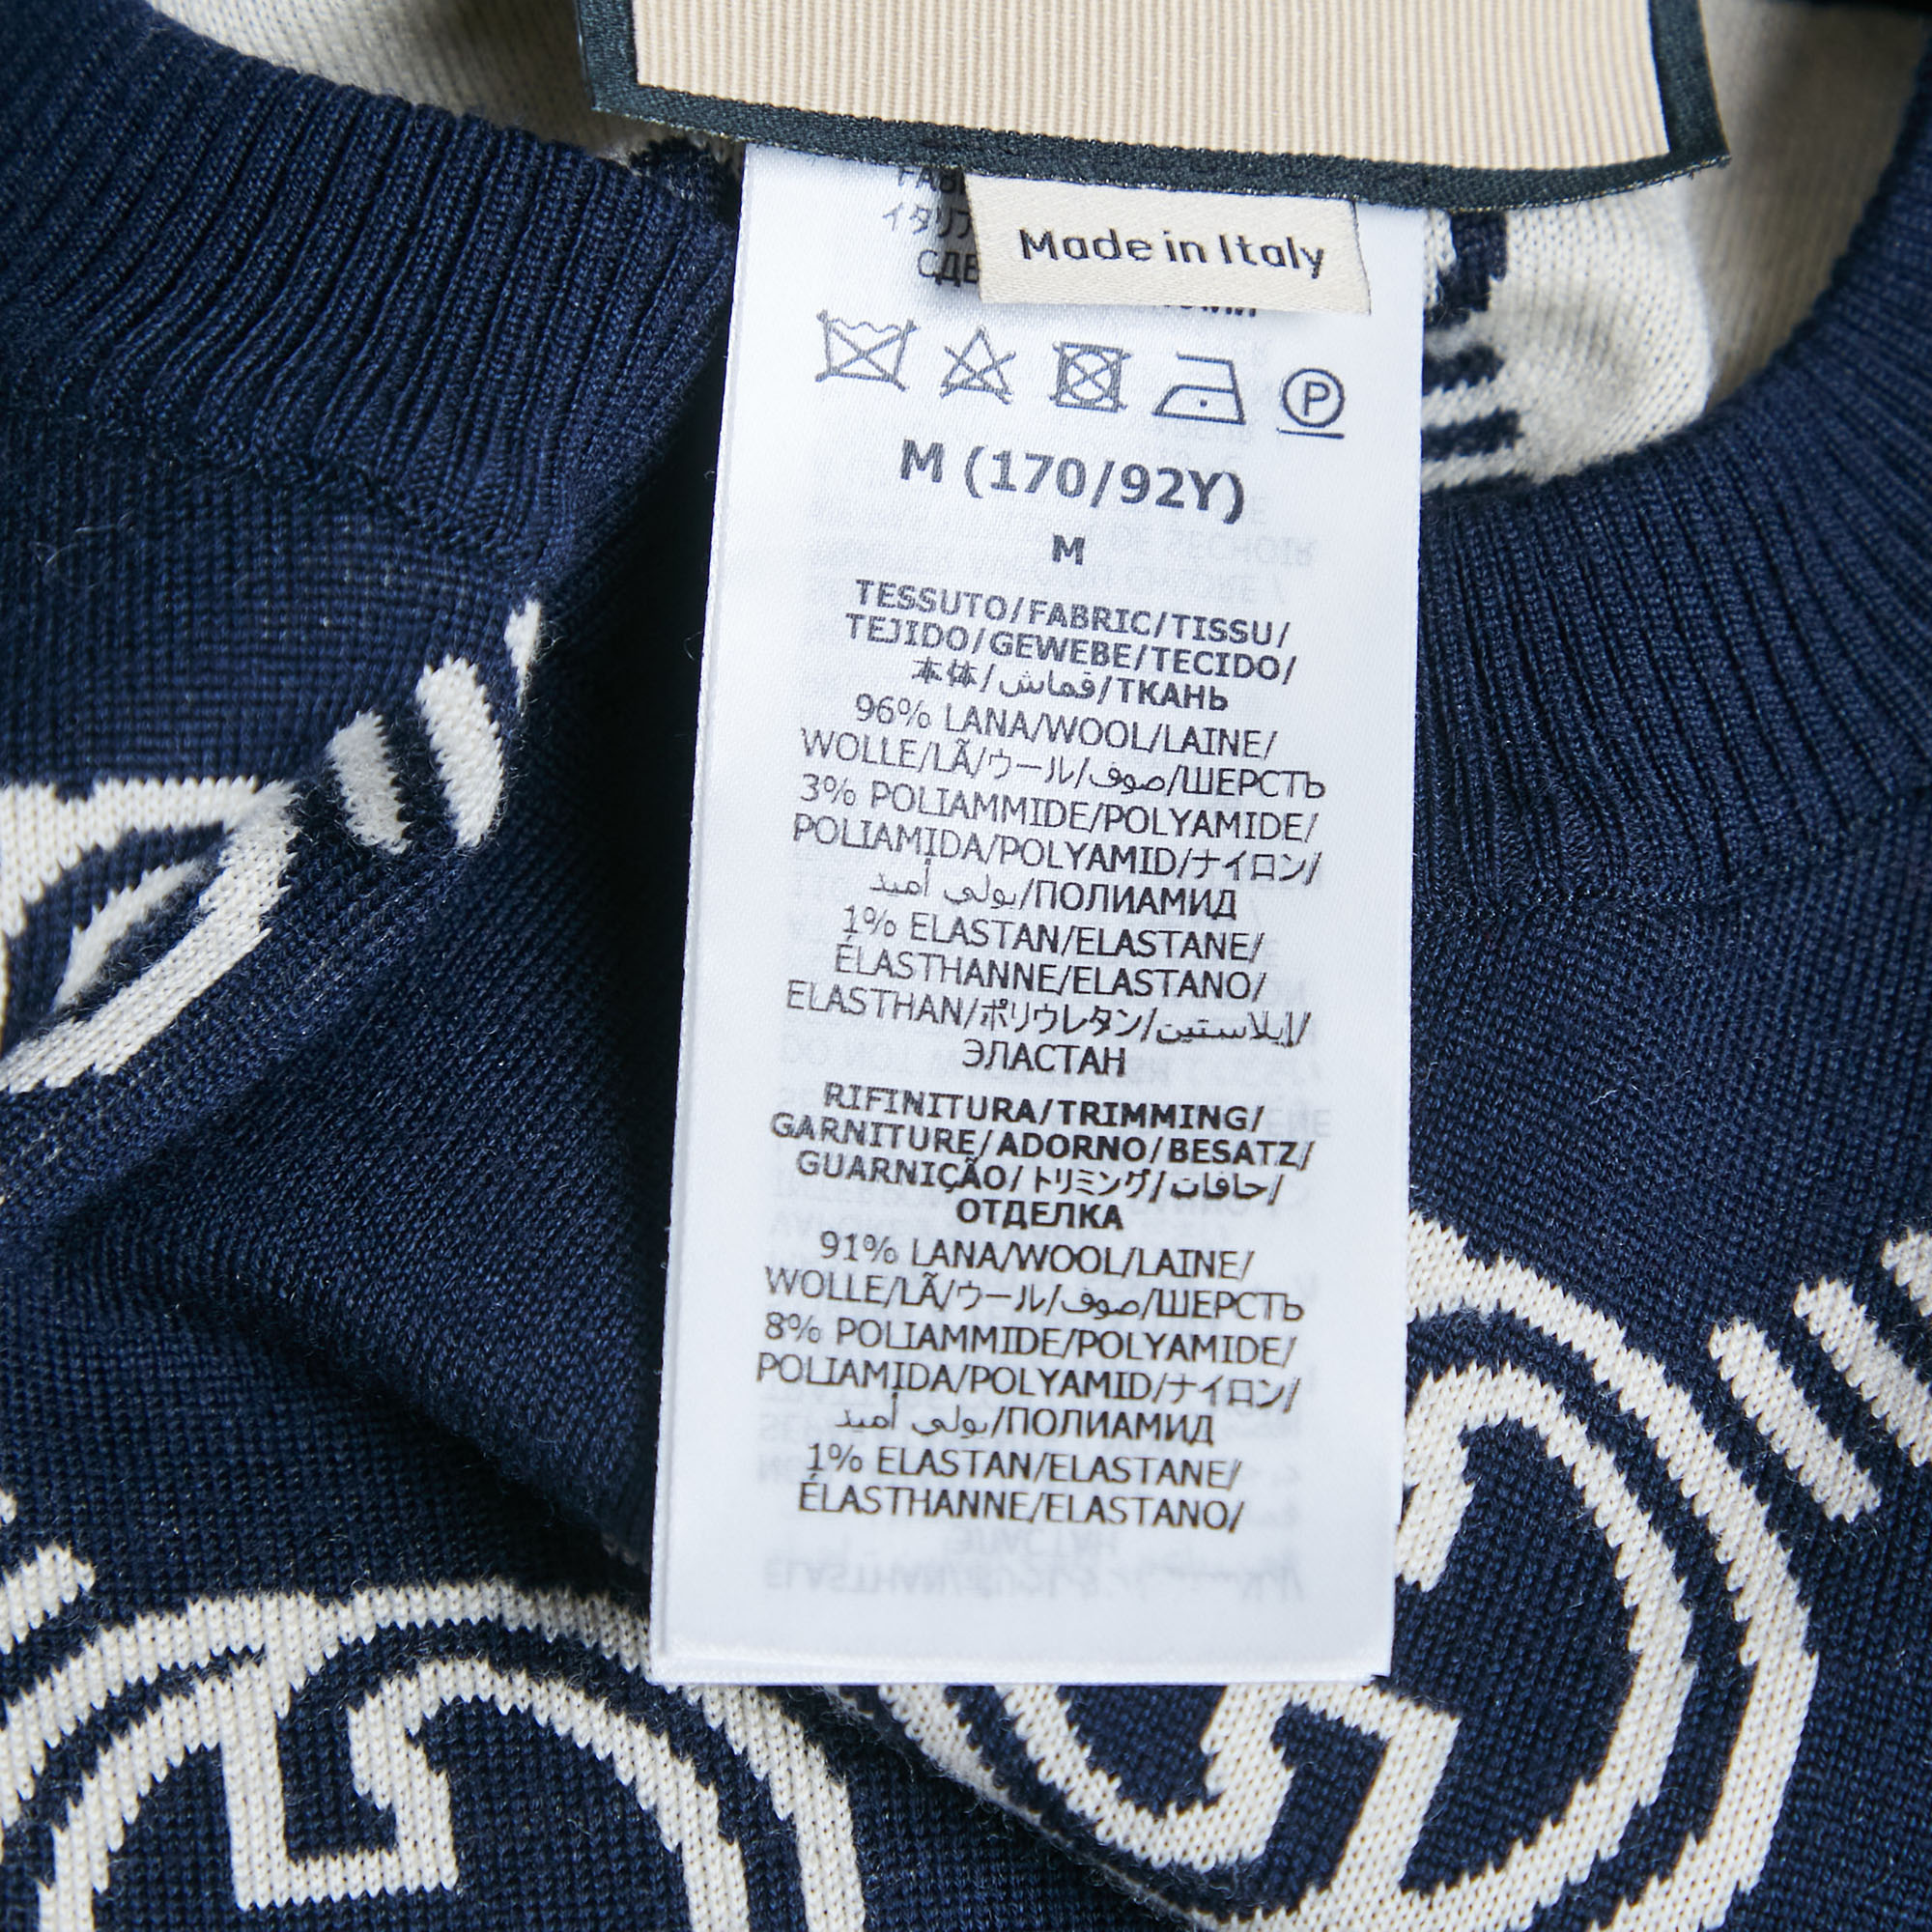 Made in Italy
イタリア
M (170/92Y)
M
TESSUTO/FABRIC/TISSU/
TEJIDO/GEWEBE/TECIDO/
本体/قماش/ТКАНЬ
96% LANA/WOOL/LAINE/
WOLLE/LÃ/ウール/صوف/ШЕРСТЬ
3% POLIAMMIDE/POLYAMIDE/
POLIAMIDA/POLYAMID/ナイロン/
بولي أميد/ПОЛИАМИД
1% ELASTAN/ELASTANE/
ÉLASTHANNE/ELASTANO/
ELASTHAN/ポリウレタン/إيلاستين/
ЭЛАСТАН
RIFINITURA/TRIMMING/
GARNITURE/ADORNO/BESATZ/
GUARNIÇÃO/トリミング/حافات/
ОТДЕЛКА
91% LANA/WOOL/LAINE/
WOLLE/LÃ/ウール/صوف/ШЕРСТЬ
8% POLIAMMIDE/POLYAMIDE/
POLIAMIDA/POLYAMID/ナイロン/
بولي أميد/ПОЛИАМИД
1% ELASTAN/ELASTANE/
ÉLASTHANNE/ELASTANO/